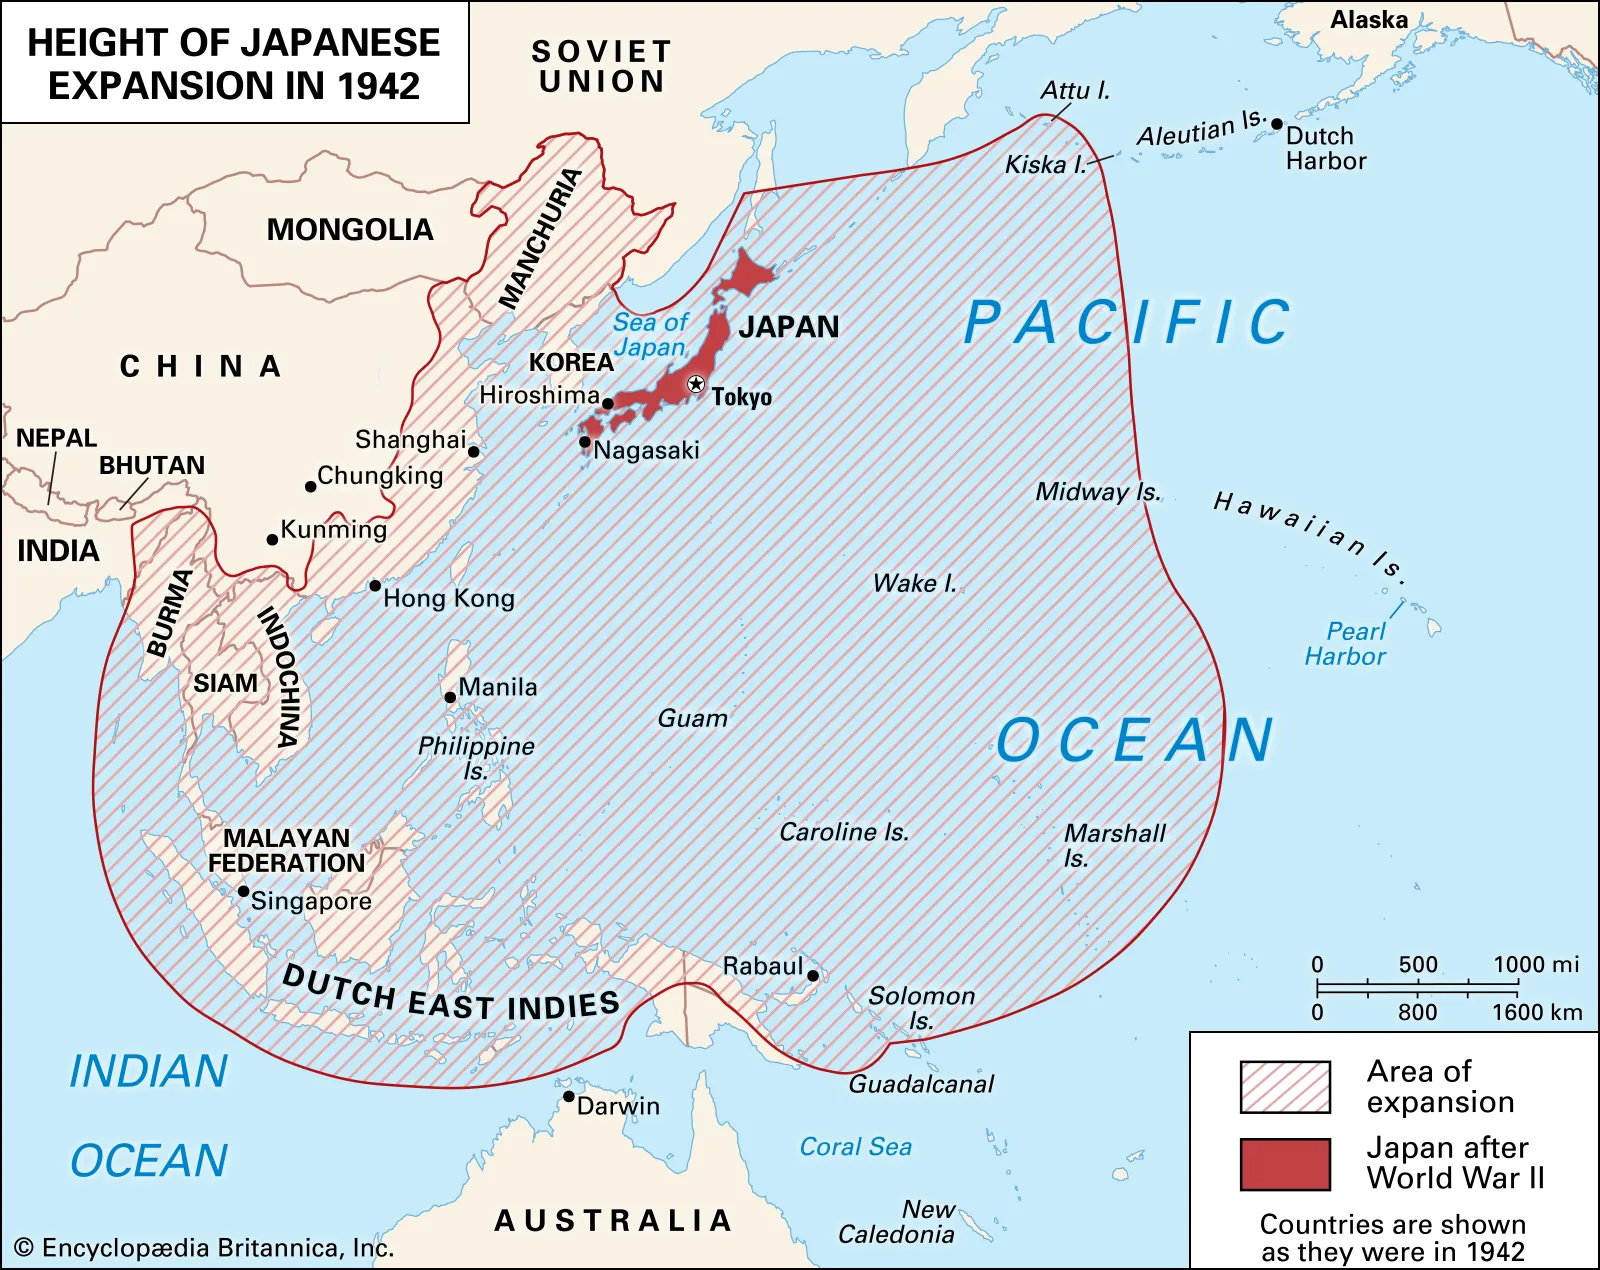 HEIGHT OF JAPANESE
EXPANSION IN 1942
SOVIET
UNION
Alaska
Attu I.
Aleutian Is.
Dutch
Harbor
Kiska I.
MONGOLIA
MANCHURIA
PACIFIC
Sea of
Japan
JAPAN
CHINA
KOREA
Hiroshima
Tokyo
NEPAL
BHUTAN
Shanghai
Nagasaki
Chungking
Midway Is.
Hawaiian Is.
Kunming
INDIA
Wake I.
Hong Kong
BURMA
INDOCHINA
Pearl
Harbor
SIAM
Manila
Guam
Philippine
Is.
OCEAN
MALAYAN
FEDERATION
Caroline Is.
Marshall
Is.
Singapore
Rabaul
DUTCH EAST INDIES
Solomon
Is.
0 500 1000 mi
0 800 1600 km
INDIAN
OCEAN
Guadalcanal
Darwin
Coral Sea
AUSTRALIA
New
Caledonia
Area of
expansion
Japan after
World War II
Countries are shown
as they were in 1942
© Encyclopædia Britannica, Inc.